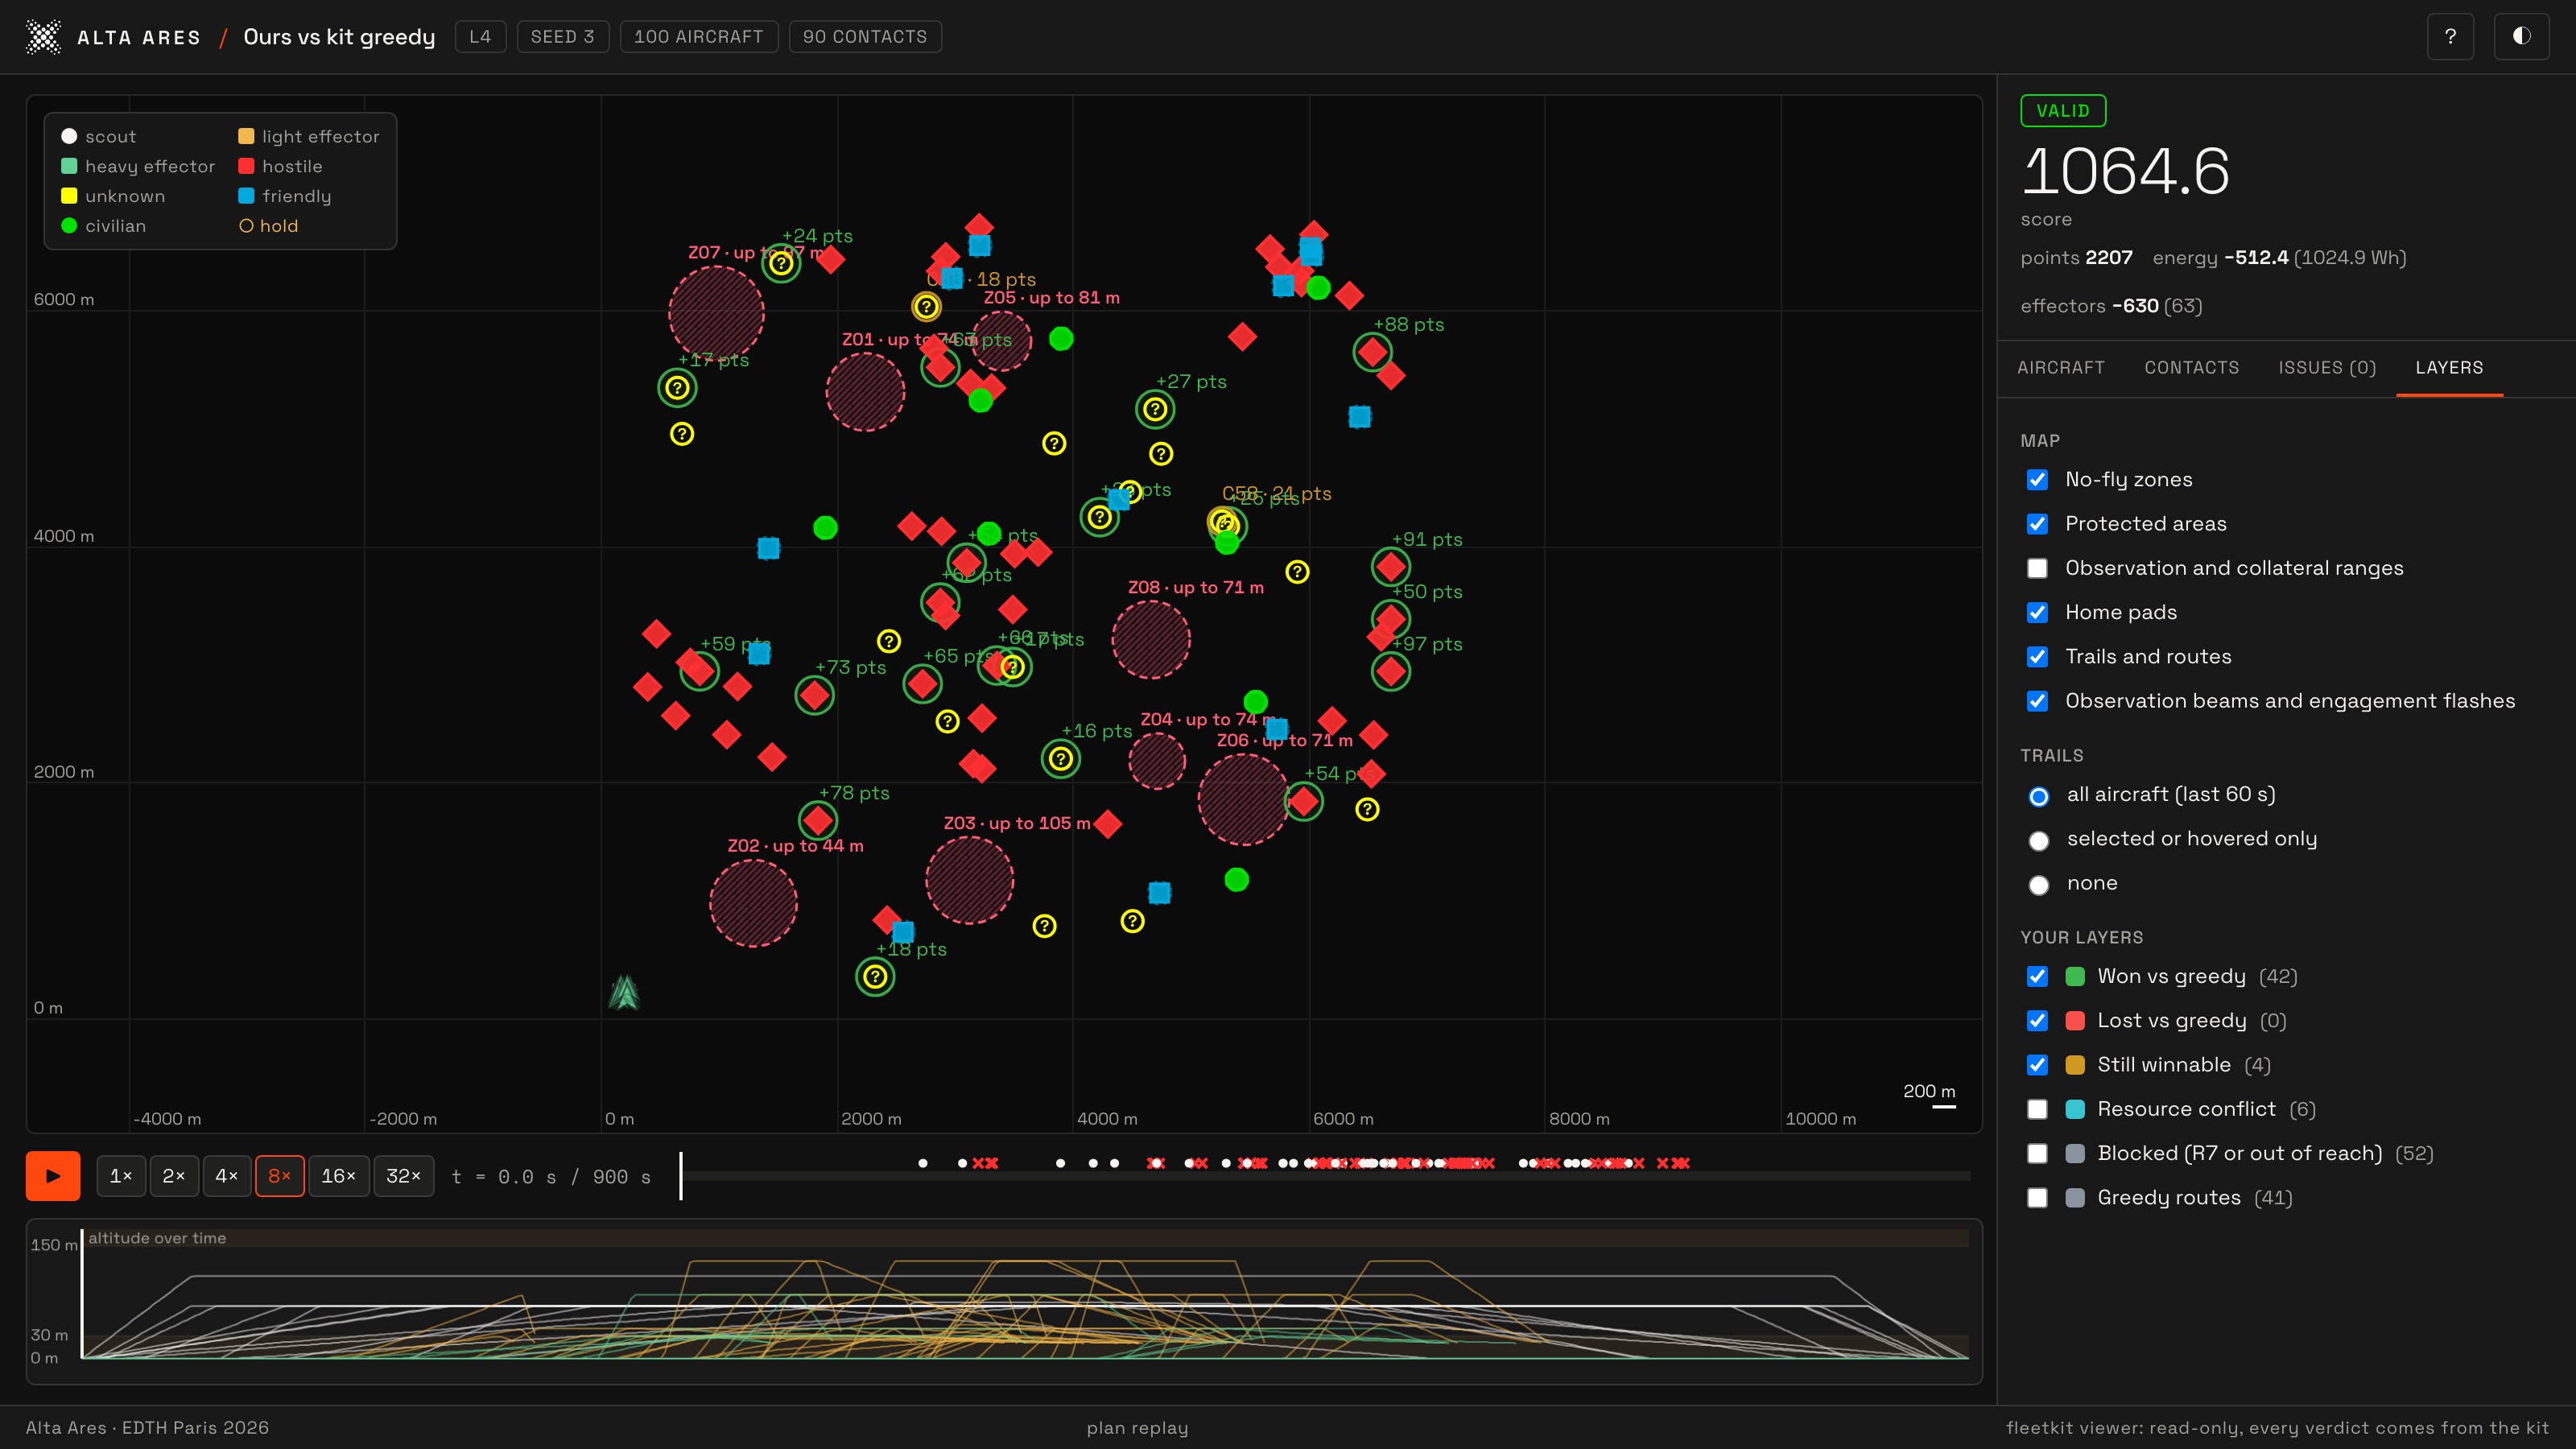 ALTA ARES / Ours vs kit greedy L4 SEED 3 100 AIRCRAFT 90 CONTACTS ?
scout light effector
heavy effector hostile
unknown friendly
civilian hold
+24 pts
Z07 · up to 97 m
· 18 pts
Z05 · up to 81 m
6000 m
+88 pts
Z01 · up to 74 m
+63 pts
+17 pts
+27 pts
pts
C58 · 21 pts
4000 m
+91 pts
pts
Z08 · up to 71 m
+50 pts
+59 pts
+17 pts
+97 pts
+65 pts
+73 pts
Z04 · up to 74 m
+16 pts
Z06 · up to 71 m
2000 m
+54 pts
+78 pts
Z03 · up to 105 m
Z02 · up to 44 m
+18 pts
0 m
200 m
-4000 m -2000 m 0 m 2000 m 4000 m 6000 m 8000 m 10000 m
1× 2× 4× 8× 16× 32× t = 0.0 s / 900 s
altitude over time
150 m
30 m
0 m
VALID
1064.6
score
points 2207 energy −512.4 (1024.9 Wh)
effectors −630 (63)
AIRCRAFT CONTACTS ISSUES (0) LAYERS
MAP
No-fly zones
Protected areas
Observation and collateral ranges
Home pads
Trails and routes
Observation beams and engagement flashes
TRAILS
all aircraft (last 60 s)
selected or hovered only
none
YOUR LAYERS
Won vs greedy (42)
Lost vs greedy (0)
Still winnable (4)
Resource conflict (6)
Blocked (R7 or out of reach) (52)
Greedy routes (41)
Alta Ares · EDTH Paris 2026 plan replay fleetkit viewer: read-only, every verdict comes from the kit